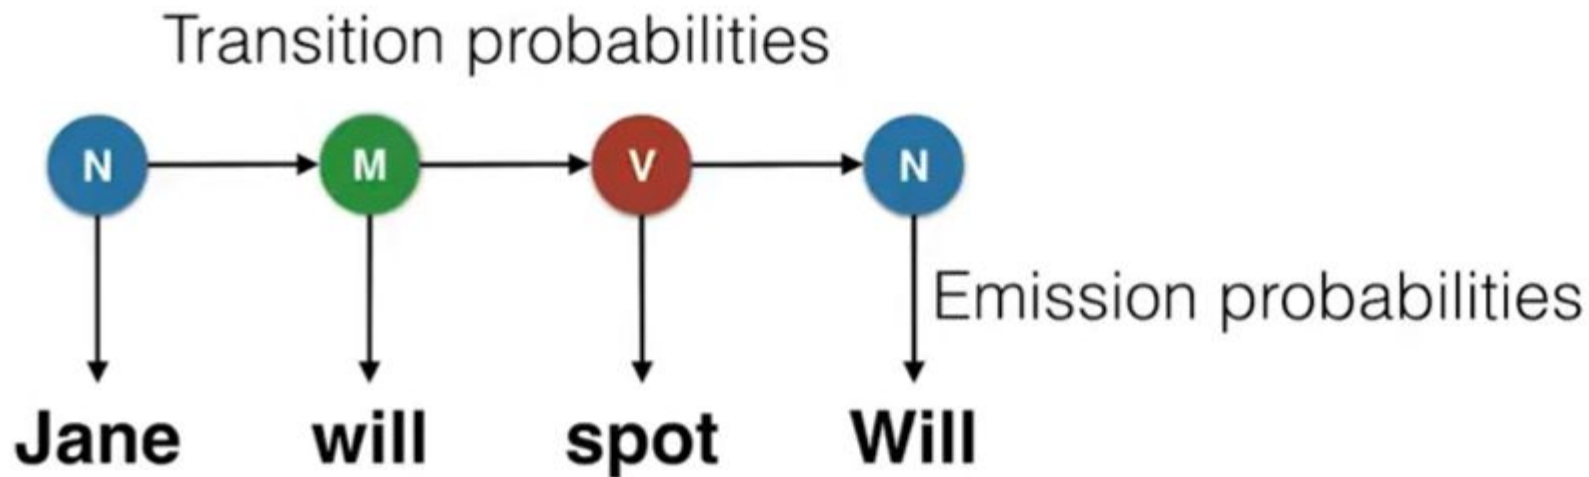 Transition probabilities
N M V N
Emission probabilities
Jane will spot Will